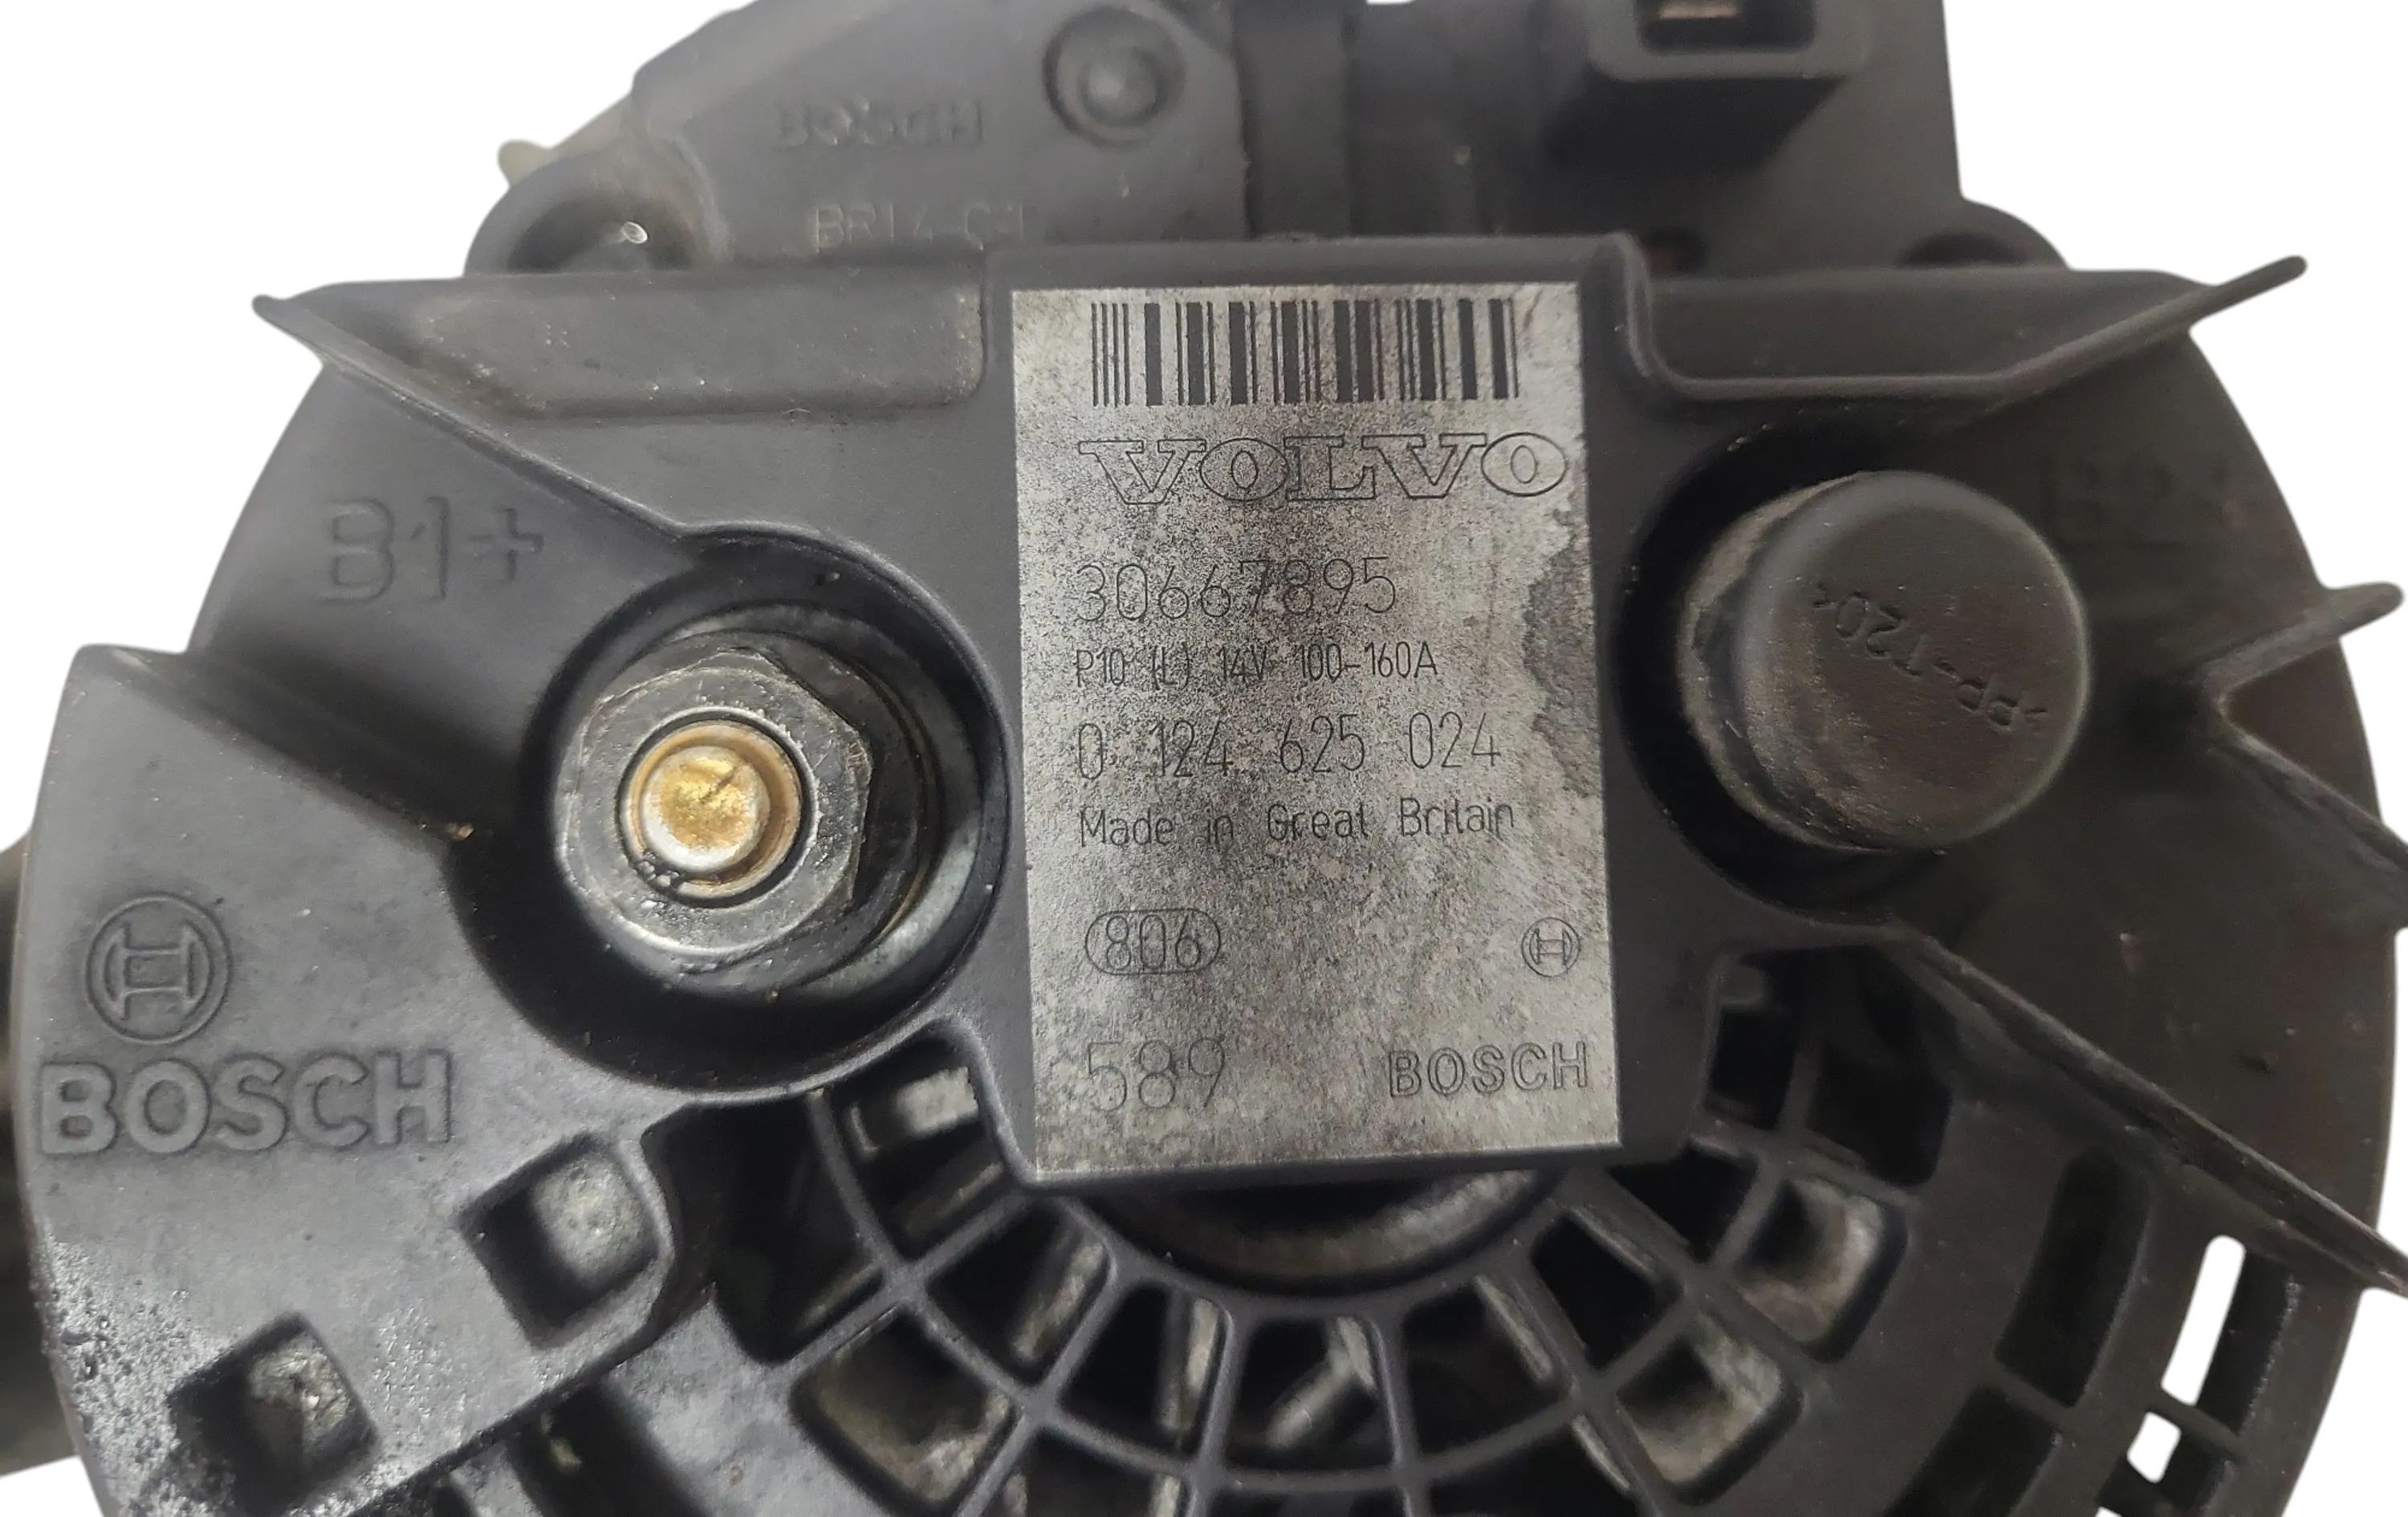 BOSCH
BR14-C3
VOLVO
B1+
30667895
P10 (L) 14V 100-160A
0 124 625 024
Made in Great Britain
>PP-T20<
806
589 BOSCH
BOSCH